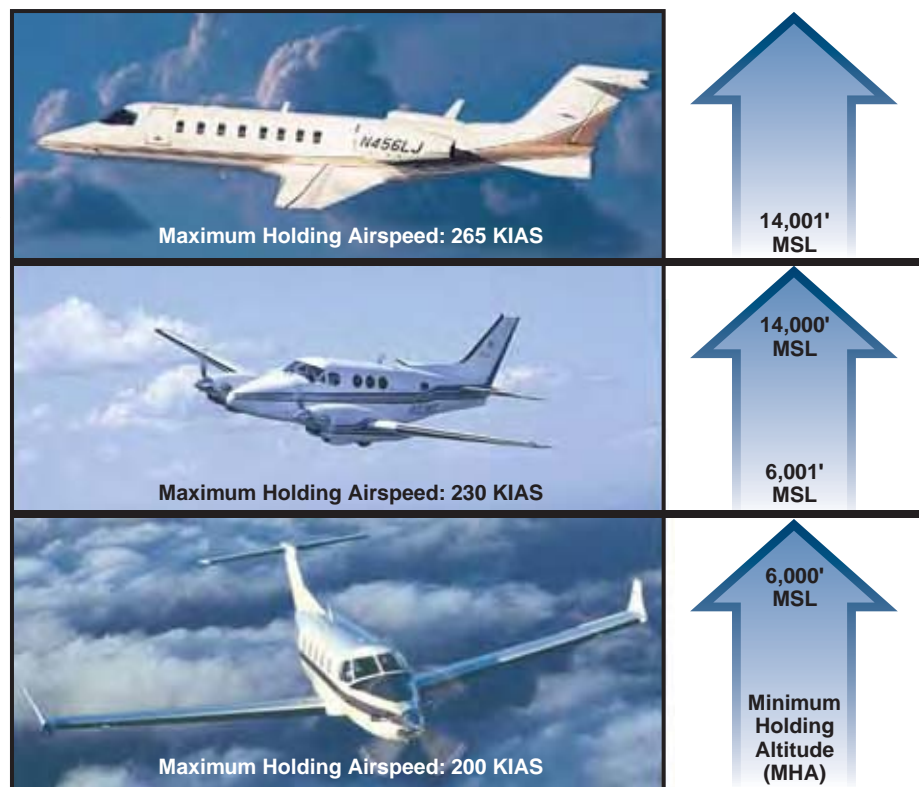 N456LJ
Maximum Holding Airspeed: 265 KIAS
14,001'
MSL
14,000'
MSL
6,001'
MSL
Maximum Holding Airspeed: 230 KIAS
6,000'
MSL
Minimum
Holding
Altitude
(MHA)
Maximum Holding Airspeed: 200 KIAS